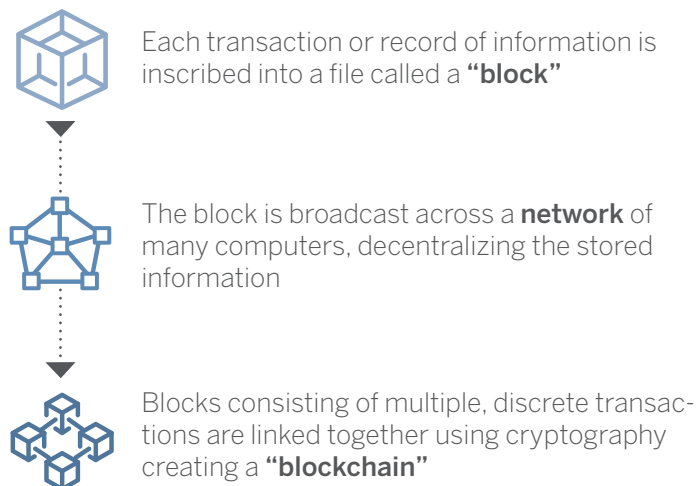 Each transaction or record of information is
inscribed into a file called a “block”
The block is broadcast across a network of
many computers, decentralizing the stored
information
Blocks consisting of multiple, discrete transac-
tions are linked together using cryptography
creating a “blockchain”